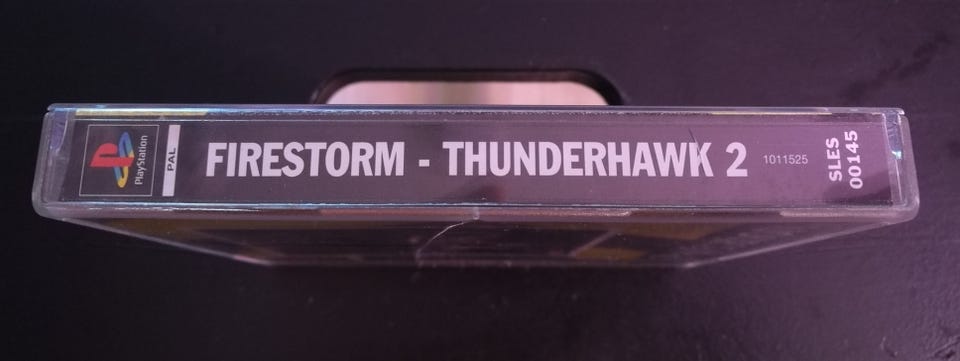 PlayStation
PAL
FIRESTORM - THUNDERHAWK 2
1011525
SLES
00145